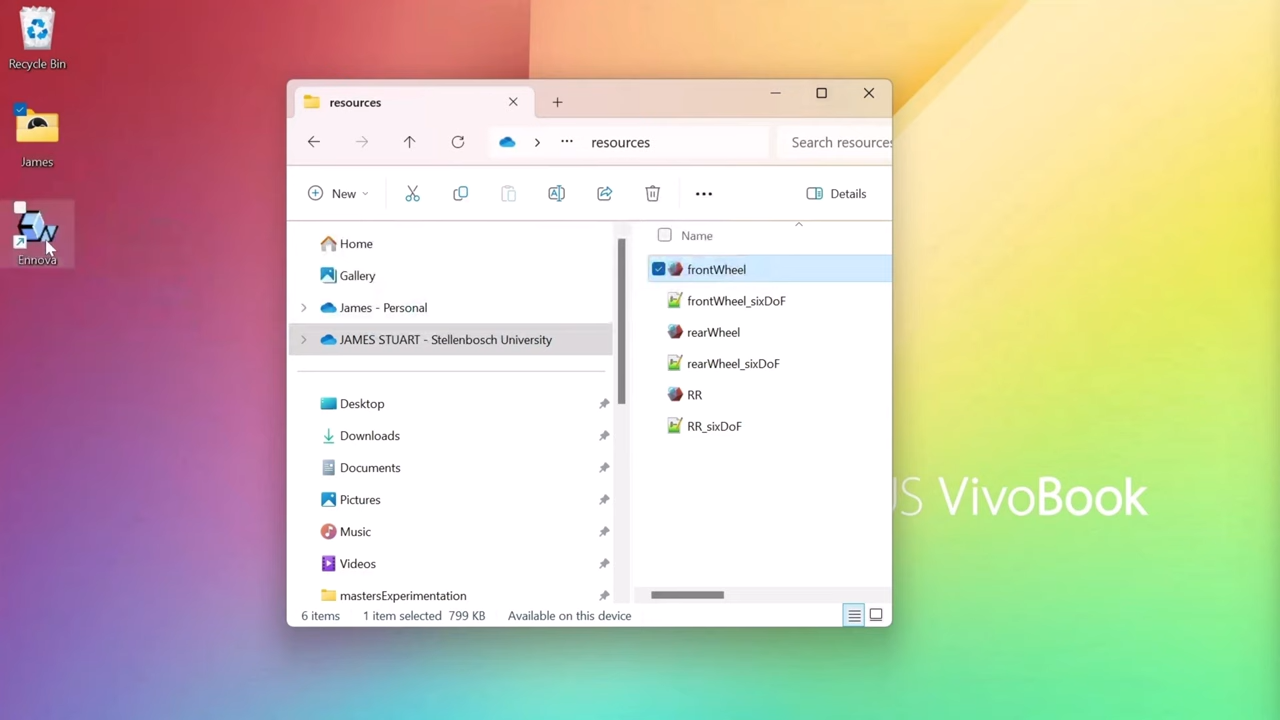 Recycle Bin
James
Ennova
resources
resources
Search resources
New
Details
Home
Gallery
James - Personal
JAMES STUART - Stellenbosch University
Desktop
Downloads
Documents
Pictures
Music
Videos
mastersExperimentation
Name
frontWheel
frontWheel_sixDoF
rearWheel
rearWheel_sixDoF
RR
RR_sixDoF
6 items 1 item selected 799 KB Available on this device
US VivoBook